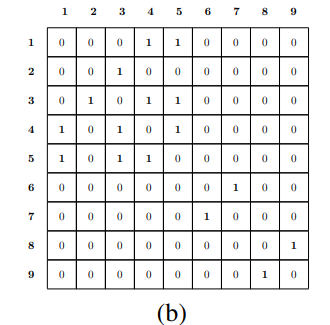 1 2 3 4 5 6 7 8 9
1 0 0 0 1 1 0 0 0 0
2 0 0 1 0 0 0 0 0 0
3 0 1 0 1 1 0 0 0 0
4 1 0 1 0 1 0 0 0 0
5 1 0 1 1 0 0 0 0 0
6 0 0 0 0 0 0 1 0 0
7 0 0 0 0 0 1 0 0 0
8 0 0 0 0 0 0 0 0 1
9 0 0 0 0 0 0 0 1 0
(b)